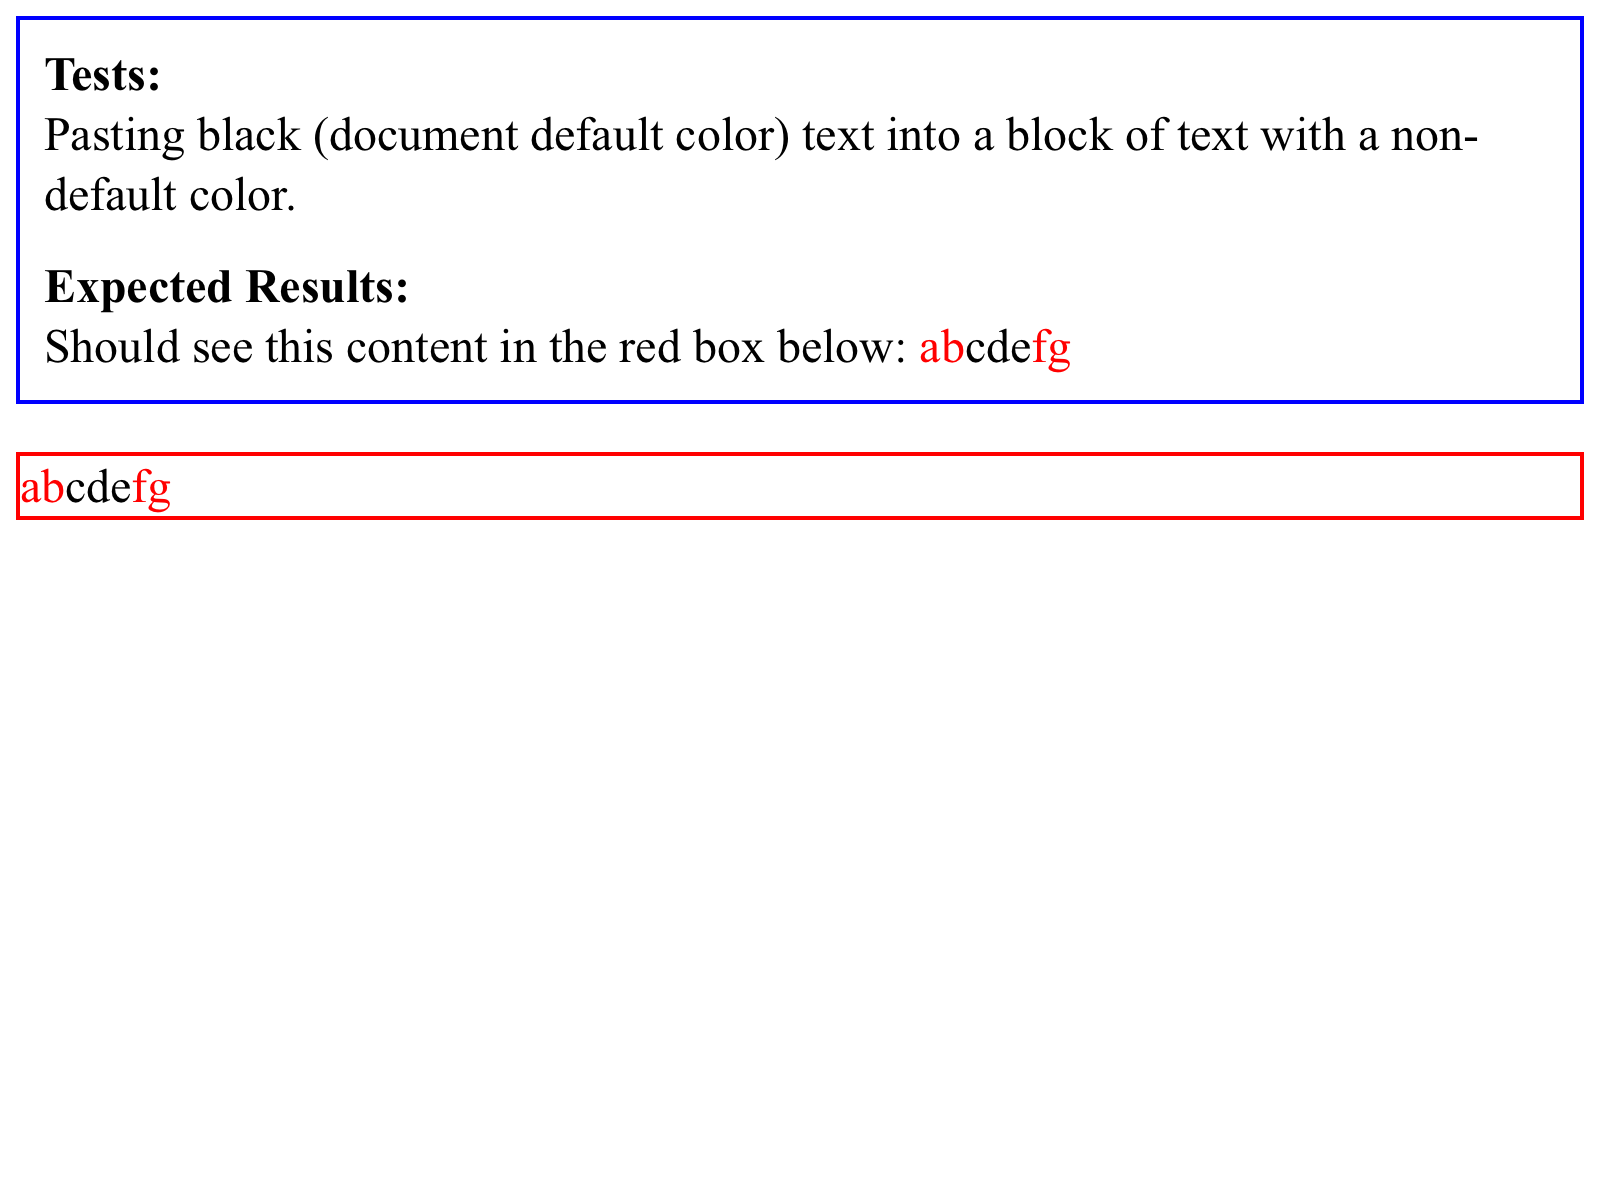 Tests:
Pasting black (document default color) text into a block of text with a non-
default color.
Expected Results:
Should see this content in the red box below: abcdefg
abcdefg